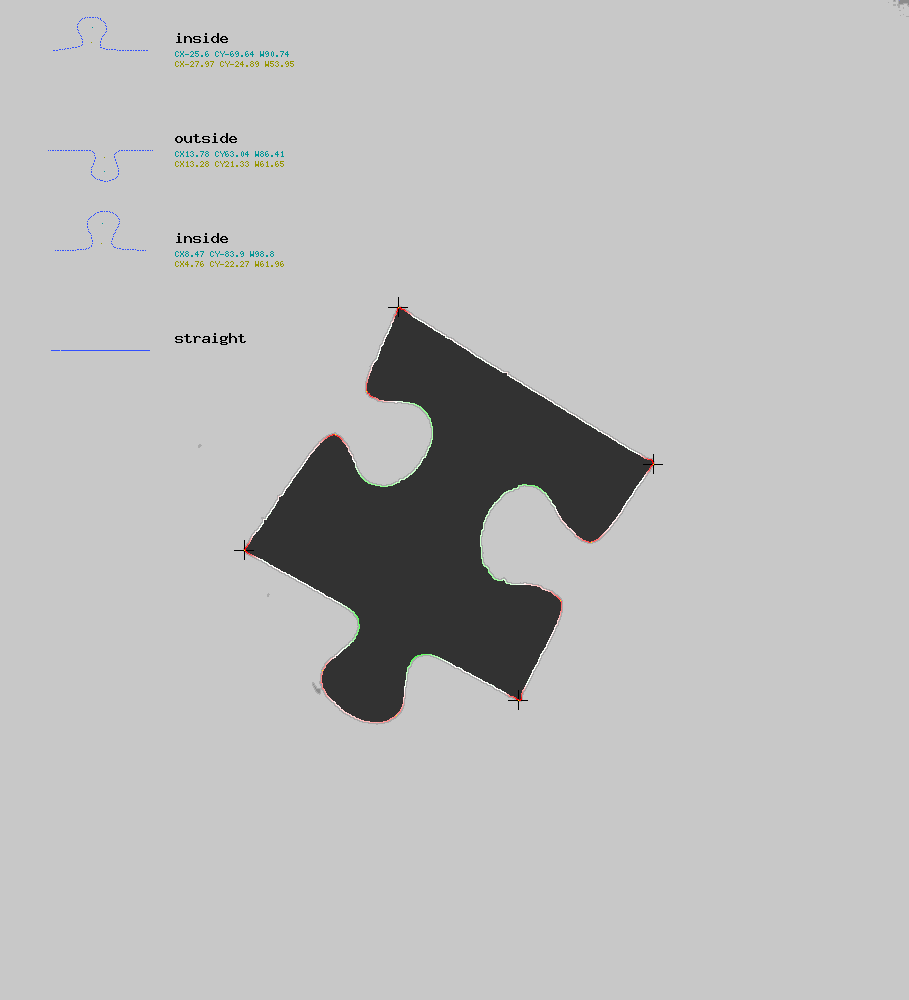 inside
CX-25.6 CY-69.64 W90.74
CX-27.97 CY-24.89 W53.95
outside
CX13.78 CY63.04 W86.41
CX13.28 CY21.33 W61.65
inside
CX8.47 CY-83.9 W98.8
CX4.76 CY-22.27 W61.96
straight